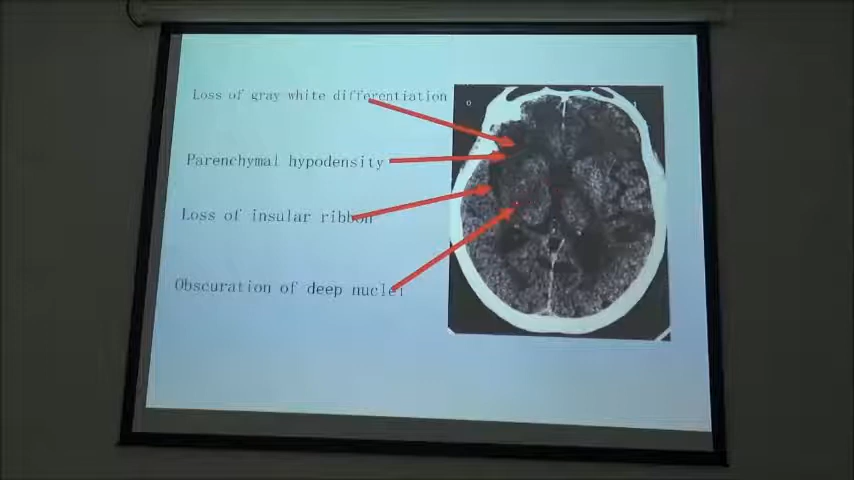 Loss of gray white differentiation
Parenchymal hypodensity
Loss of insular ribbon
Obscuration of deep nuclei